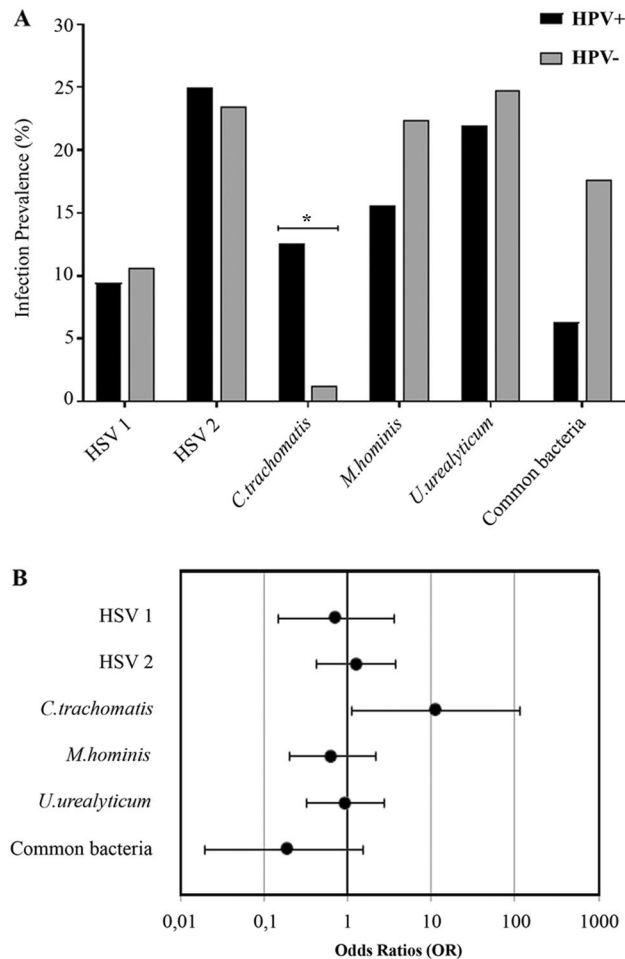 A
HPV+
HPV-
Infection Prevalence (%)
30
25
20
15
10
5
0
*
HSV 1
HSV 2
C.trachomatis
M.hominis
U.urealyticum
Common bacteria
B
HSV 1
HSV 2
C.trachomatis
M.hominis
U.urealyticum
Common bacteria
0,01 0,1 1 10 100 1000
Odds Ratios (OR)